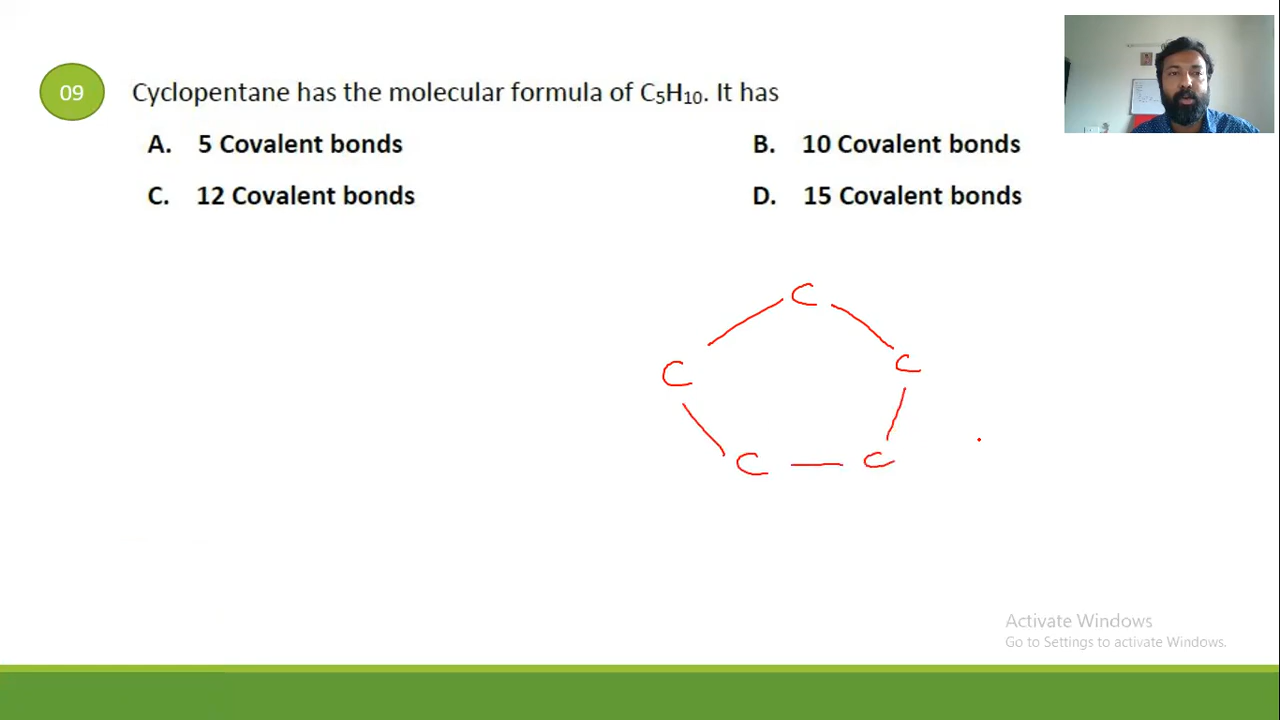 09 Cyclopentane has the molecular formula of C₅H₁₀. It has
A. 5 Covalent bonds B. 10 Covalent bonds
C. 12 Covalent bonds D. 15 Covalent bonds
C
C C
C — C
Activate Windows
Go to Settings to activate Windows.